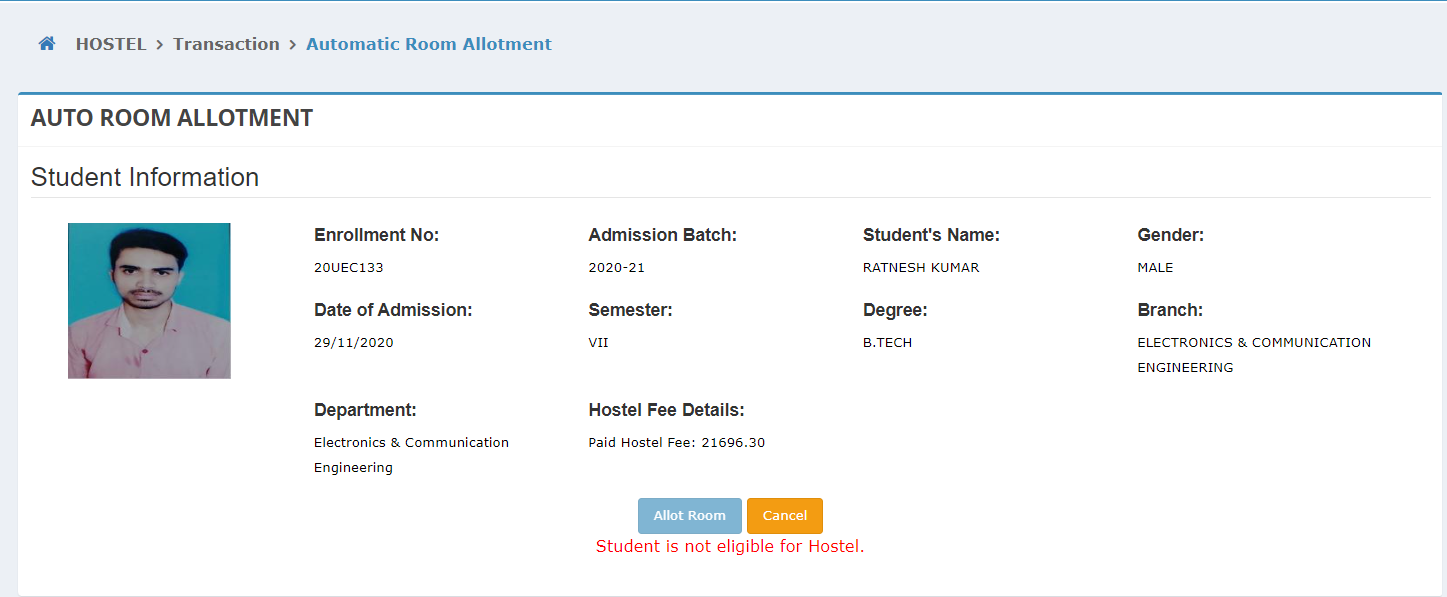 HOSTEL > Transaction > Automatic Room Allotment
AUTO ROOM ALLOTMENT
Student Information
Enrollment No: Admission Batch: Student's Name: Gender:
20UEC133 2020-21 RATNESH KUMAR MALE
Date of Admission: Semester: Degree: Branch:
29/11/2020 VII B.TECH ELECTRONICS & COMMUNICATION
ENGINEERING
Department: Hostel Fee Details:
Electronics & Communication Paid Hostel Fee: 21696.30
Engineering
Allot Room Cancel
Student is not eligible for Hostel.